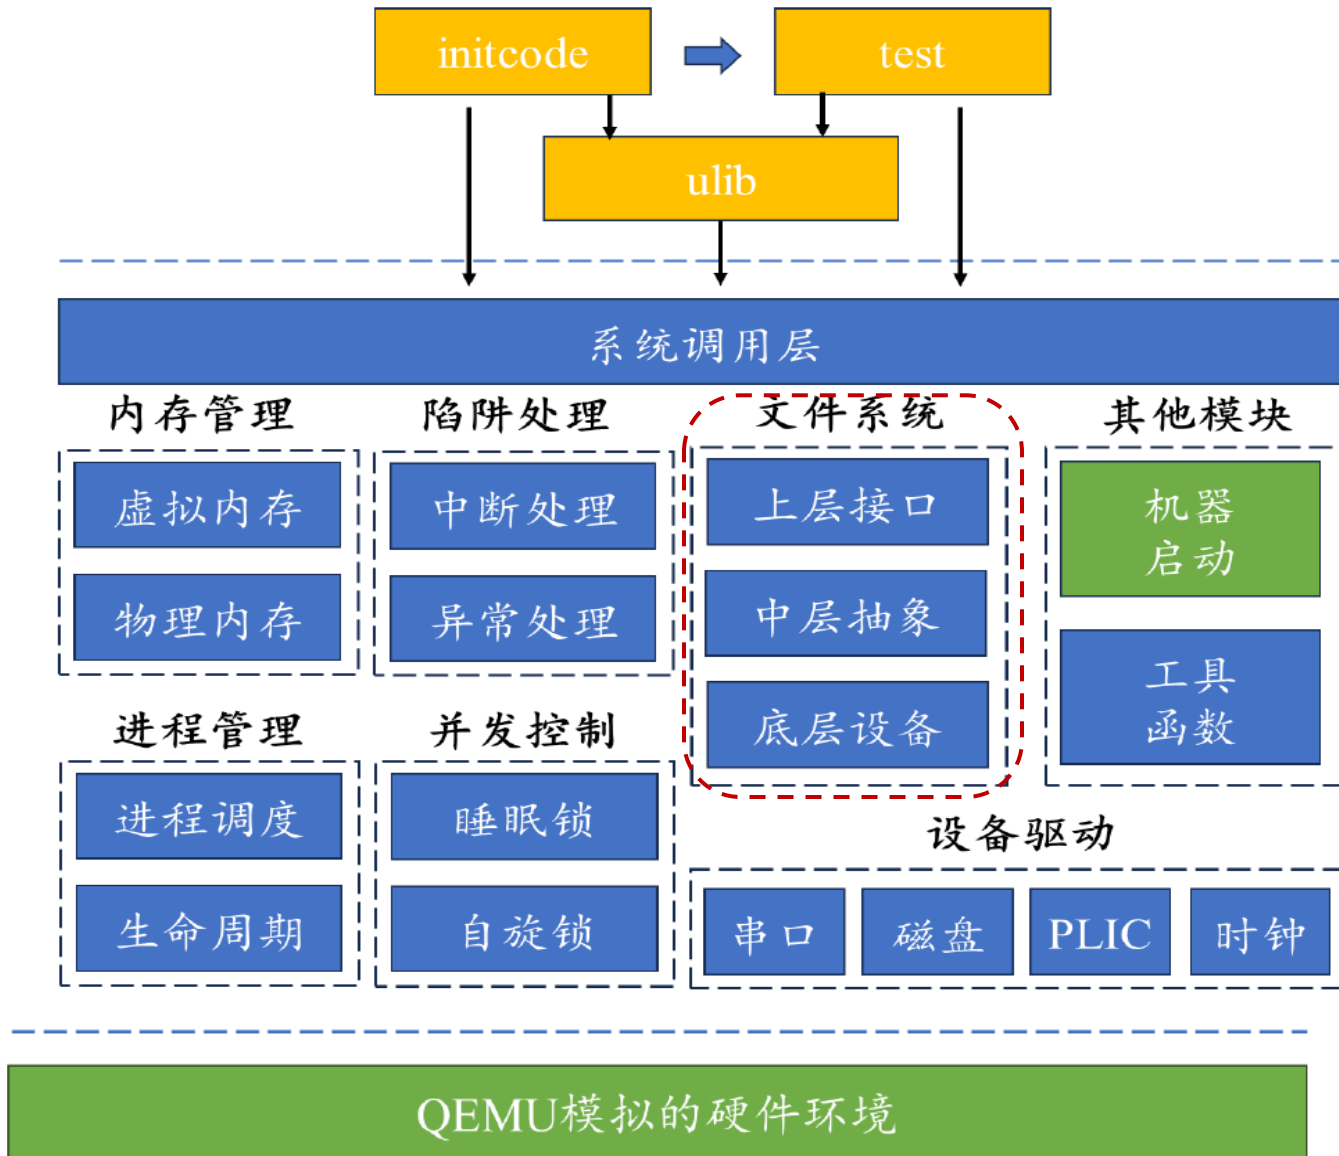 initcode
test
ulib
系统调用层
内存管理
陷阱处理
文件系统
其他模块
虚拟内存
中断处理
上层接口
机器
启动
物理内存
异常处理
中层抽象
工具
函数
底层设备
进程管理
并发控制
进程调度
睡眠锁
设备驱动
生命周期
自旋锁
串口
磁盘
PLIC
时钟
QEMU模拟的硬件环境